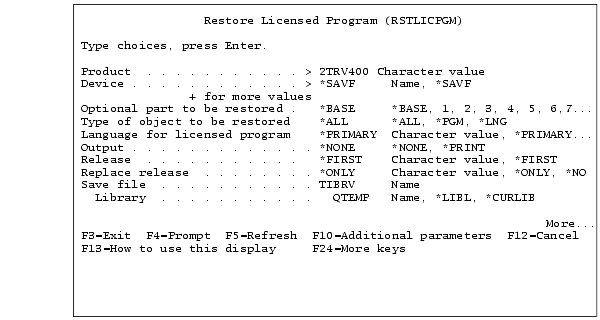 Restore Licensed Program (RSTLICPGM)
Type choices, press Enter.
Product . . . . . . . . . . . . > 2TRV400 Character value
Device . . . . . . . . . . . . > *SAVF Name, *SAVF
+ for more values
Optional part to be restored . *BASE *BASE, 1, 2, 3, 4, 5, 6,7...
Type of object to be restored *ALL *ALL, *PGM, *LNG
Language for licensed program *PRIMARY Character value, *PRIMARY...
Output . . . . . . . . . . . . . *NONE *NONE, *PRINT
Release . . . . . . . . . . . . *FIRST Character value, *FIRST
Replace release . . . . . . . . *ONLY Character value, *ONLY, *NO
Save file . . . . . . . . . . . TIBRV Name
Library . . . . . . . . . . . QTEMP Name, *LIBL, *CURLIB
More...
F3=Exit F4=Prompt F5=Refresh F10=Additional parameters F12=Cancel
F13=How to use this display F24=More keys